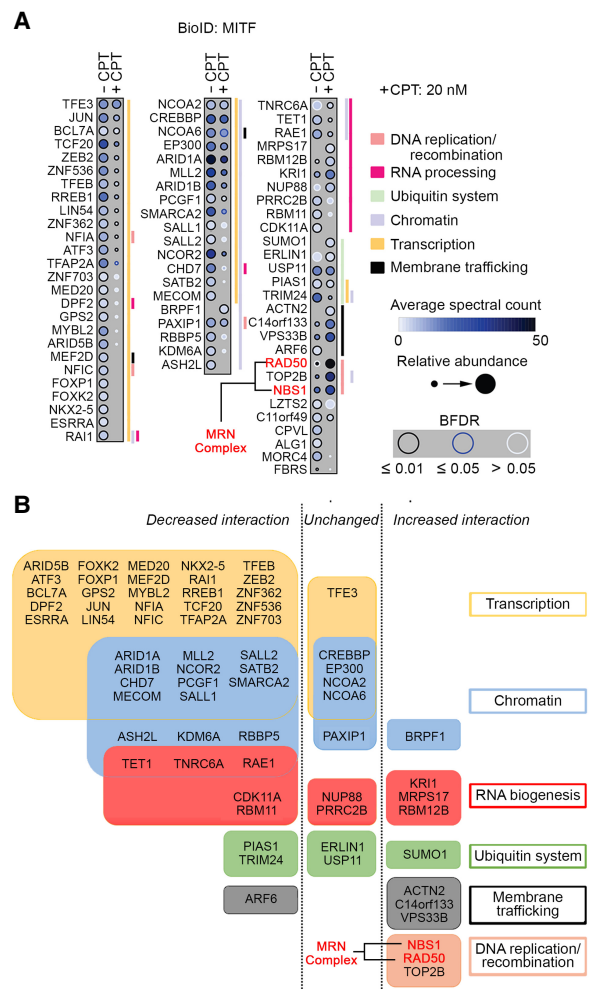 A
BioID: MITF
- CPT
+ CPT
- CPT
+ CPT
- CPT
+ CPT
TFE3
JUN
BCL7A
TCF20
ZEB2
ZNF536
TFEB
RREB1
LIN54
ZNF362
NFIA
ATF3
TFAP2A
ZNF703
MED20
DPF2
GPS2
MYBL2
ARID5B
MEF2D
NFIC
FOXP1
FOXK2
NKX2-5
ESRRA
RAI1
NCOA2
CREBBP
NCOA6
EP300
ARID1A
MLL2
ARID1B
PCGF1
SMARCA2
SALL1
SALL2
NCOR2
CHD7
SATB2
MECOM
BRPF1
PAXIP1
RBBP5
KDM6A
ASH2L
TNRC6A
TET1
RAE1
MRPS17
RBM12B
KRI1
NUP88
PRRC2B
RBM11
CDK11A
SUMO1
ERLIN1
USP11
PIAS1
TRIM24
ACTN2
C14orf133
VPS33B
ARF6
RAD50
TOP2B
NBS1
LZTS2
C11orf49
CPVL
ALG1
MORC4
FBRS
MRN
Complex
+CPT: 20 nM
DNA replication/
recombination
RNA processing
Ubiquitin system
Chromatin
Transcription
Membrane trafficking
Average spectral count
0 50
Relative abundance
BFDR
≤ 0.01 ≤ 0.05 > 0.05
B
Decreased interaction Unchanged Increased interaction
ARID5B FOXK2 MED20 NKX2-5 TFEB
ATF3 FOXP1 MEF2D RAI1 ZEB2
BCL7A GPS2 MYBL2 RREB1 ZNF362
DPF2 JUN NFIA TCF20 ZNF536
ESRRA LIN54 NFIC TFAP2A ZNF703
TFE3
Transcription
ARID1A MLL2 SALL2
ARID1B NCOR2 SATB2
CHD7 PCGF1 SMARCA2
MECOM SALL1
CREBBP
EP300
NCOA2
NCOA6
Chromatin
ASH2L KDM6A RBBP5 PAXIP1 BRPF1
TET1 TNRC6A RAE1
CDK11A
RBM11
NUP88
PRRC2B
KRI1
MRPS17
RBM12B
RNA biogenesis
PIAS1
TRIM24
ERLIN1
USP11
SUMO1
Ubiquitin system
ARF6
ACTN2
C14orf133
VPS33B
Membrane
trafficking
MRN
Complex
NBS1
RAD50
TOP2B
DNA replication/
recombination